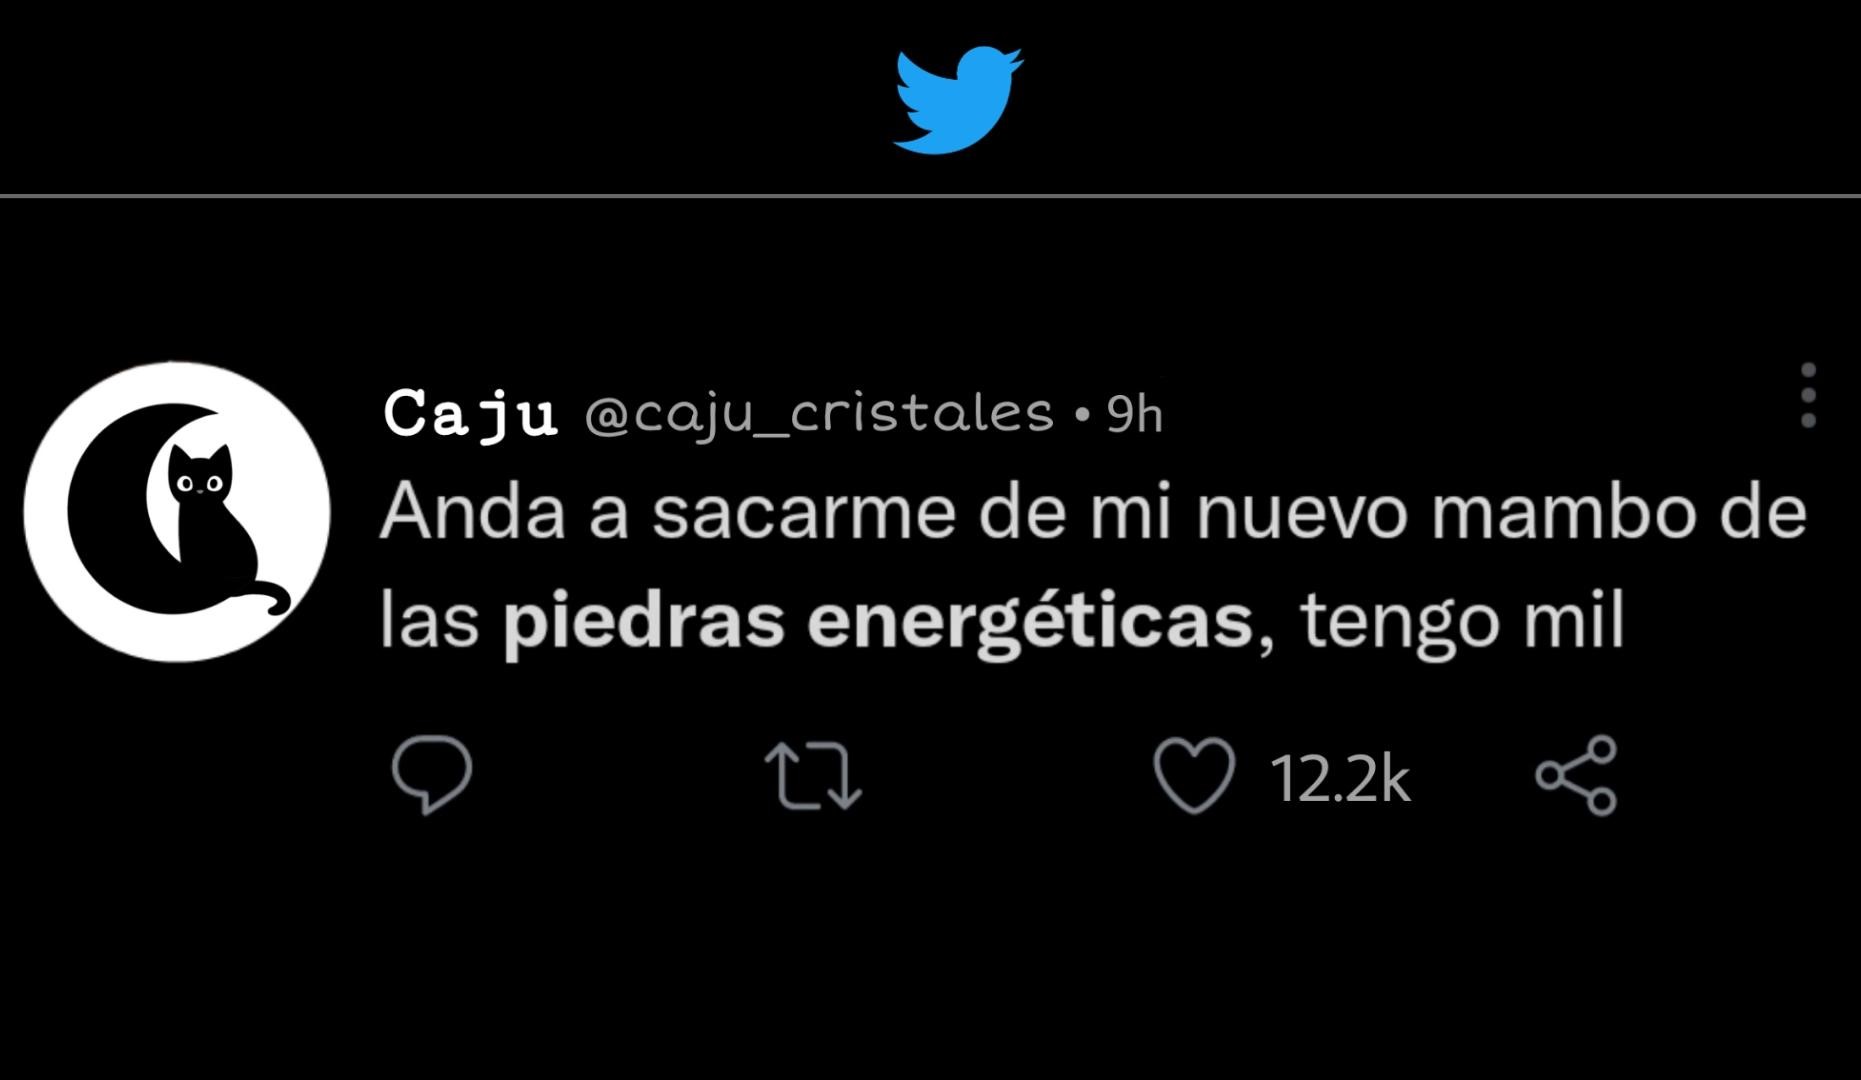 Caju @caju_cristales • 9h
Anda a sacarme de mi nuevo mambo de
las piedras energéticas, tengo mil
12.2k